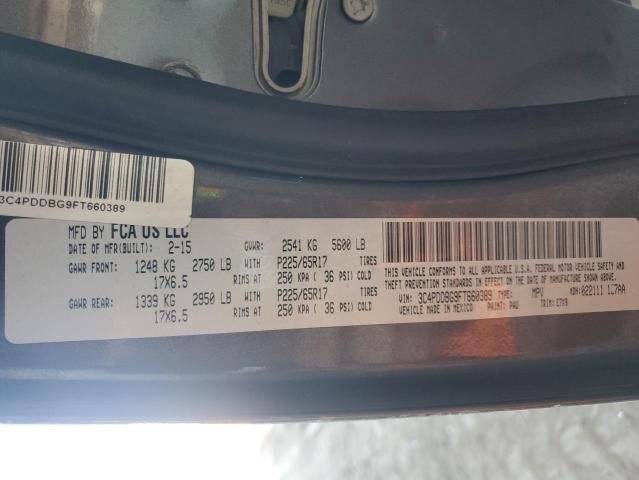 3C4PDDBG9FT660389
MFD BY FCA US LLC
DATE OF MFR(BUILT): 2-15 GVWR: 2541 KG 5600 LB
GAWR FRONT: 1248 KG 2750 LB WITH P225/65R17 TIRES
17X6.5 RIMS AT 250 KPA ( 36 PSI) COLD
GAWR REAR: 1339 KG 2950 LB WITH P225/65R17 TIRES
17X6.5 RIMS AT 250 KPA ( 36 PSI) COLD
THIS VEHICLE CONFORMS TO ALL APPLICABLE U.S.A. FEDERAL MOTOR VEHICLE SAFETY AND
THEFT PREVENTION STANDARDS IN EFFECT ON THE DATE OF MANUFACTURE SHOWN ABOVE.
VIN: 3C4PDDBG9FT660389 TYPE: MPV MDH: 022111
VEHICLE MADE IN MEXICO PAINT: PAU TRIM: